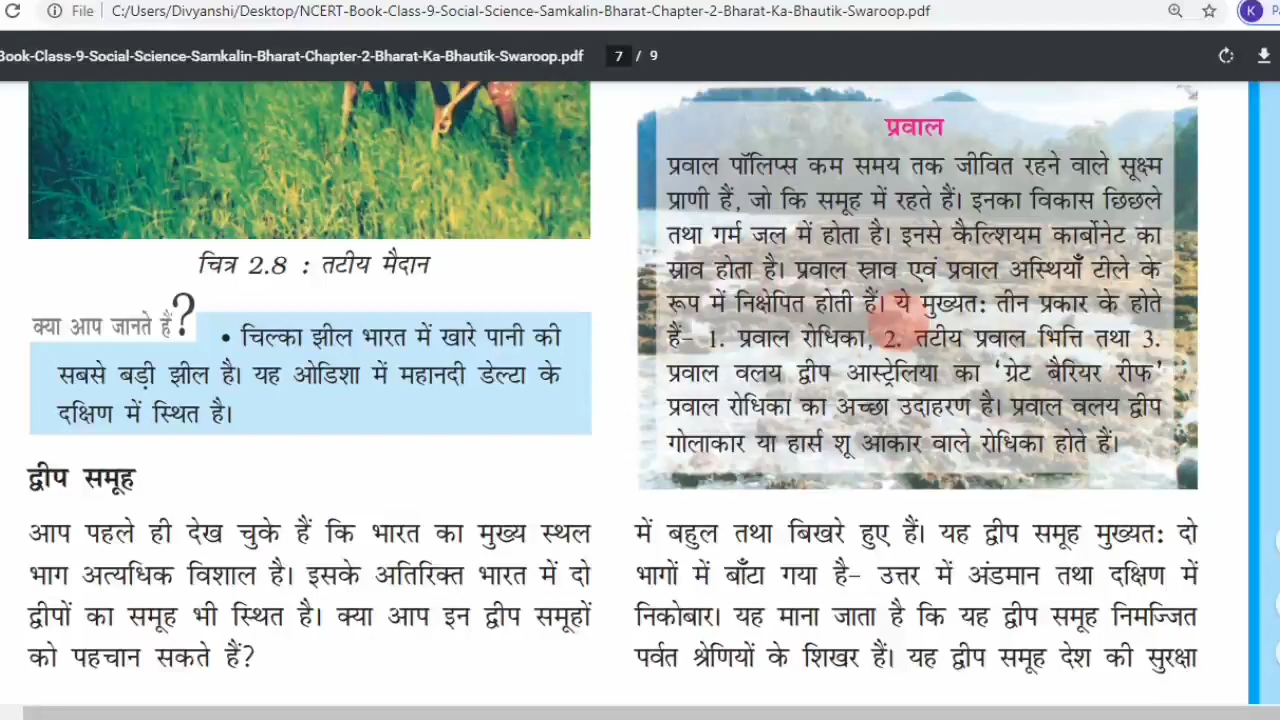 File
C:/Users/Divyanshi/Desktop/NCERT-Book-Class-9-Social-Science-Samkalin-Bharat-Chapter-2-Bharat-Ka-Bhautik-Swaroop.pdf
K
Book-Class-9-Social-Science-Samkalin-Bharat-Chapter-2-Bharat-Ka-Bhautik-Swaroop.pdf
7 / 9
चित्र 2.8 : तटीय मैदान
क्या आप जानते हैं?
• चिल्का झील भारत में खारे पानी की
सबसे बड़ी झील है। यह ओडिशा में महानदी डेल्टा के
दक्षिण में स्थित है।
द्वीप समूह
आप पहले ही देख चुके हैं कि भारत का मुख्य स्थल
भाग अत्यधिक विशाल है। इसके अतिरिक्त भारत में दो
द्वीपों का समूह भी स्थित है। क्या आप इन द्वीप समूहों
को पहचान सकते हैं?
प्रवाल
प्रवाल पॉलिप्स कम समय तक जीवित रहने वाले सूक्ष्म
प्राणी हैं, जो कि समूह में रहते हैं। इनका विकास छिछले
तथा गर्म जल में होता है। इनसे कैल्शियम कार्बोनेट का
स्राव होता है। प्रवाल स्राव एवं प्रवाल अस्थियाँ टीले के
रूप में निक्षेपित होती हैं। ये मुख्यत: तीन प्रकार के होते
हैं– 1. प्रवाल रोधिका, 2. तटीय प्रवाल भित्ति तथा 3.
प्रवाल वलय द्वीप आस्ट्रेलिया का ‘ग्रेट बैरियर रीफ’
प्रवाल रोधिका का अच्छा उदाहरण है। प्रवाल वलय द्वीप
गोलाकार या हार्स शू आकार वाले रोधिका होते हैं।
में बहुल तथा बिखरे हुए हैं। यह द्वीप समूह मुख्यत: दो
भागों में बाँटा गया है– उत्तर में अंडमान तथा दक्षिण में
निकोबार। यह माना जाता है कि यह द्वीप समूह निमज्जित
पर्वत श्रेणियों के शिखर हैं। यह द्वीप समूह देश की सुरक्षा